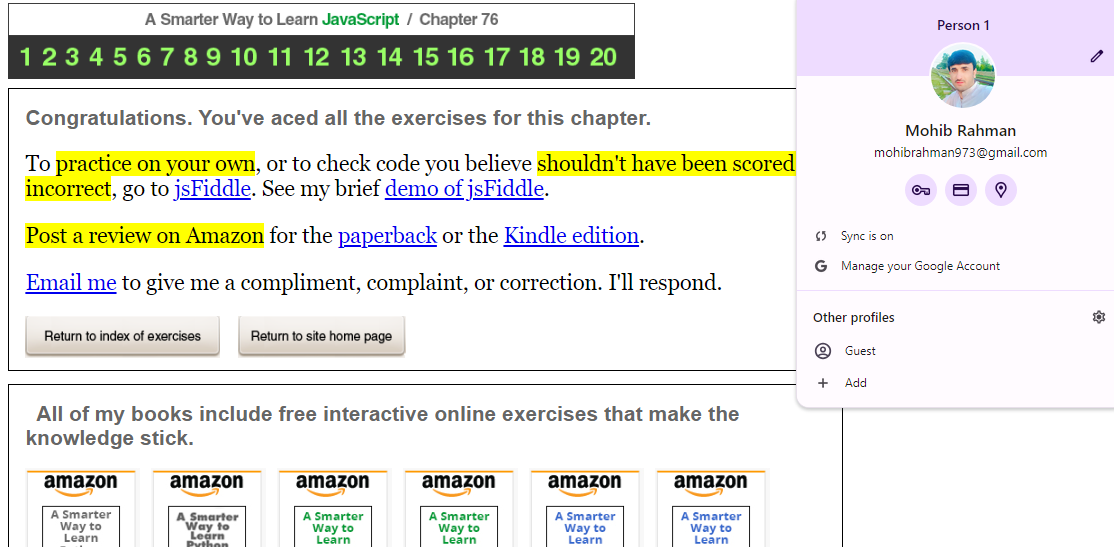 A Smarter Way to Learn JavaScript / Chapter 76
1 2 3 4 5 6 7 8 9 10 11 12 13 14 15 16 17 18 19 20
Congratulations. You've aced all the exercises for this chapter.
To practice on your own, or to check code you believe shouldn't have been scored
incorrect, go to jsFiddle. See my brief demo of jsFiddle.
Post a review on Amazon for the paperback or the Kindle edition.
Email me to give me a compliment, complaint, or correction. I'll respond.
Return to index of exercises
Return to site home page
All of my books include free interactive online exercises that make the
knowledge stick.
amazon amazon amazon amazon amazon amazon
A Smarter A Smarter A Smarter A Smarter A Smarter A Smarter
Way to Way to Way to Way to Way to Way to
Learn Learn Learn Learn Learn Learn
Python
Person 1
Mohib Rahman
mohibrahman973@gmail.com
Sync is on
Manage your Google Account
Other profiles
Guest
Add